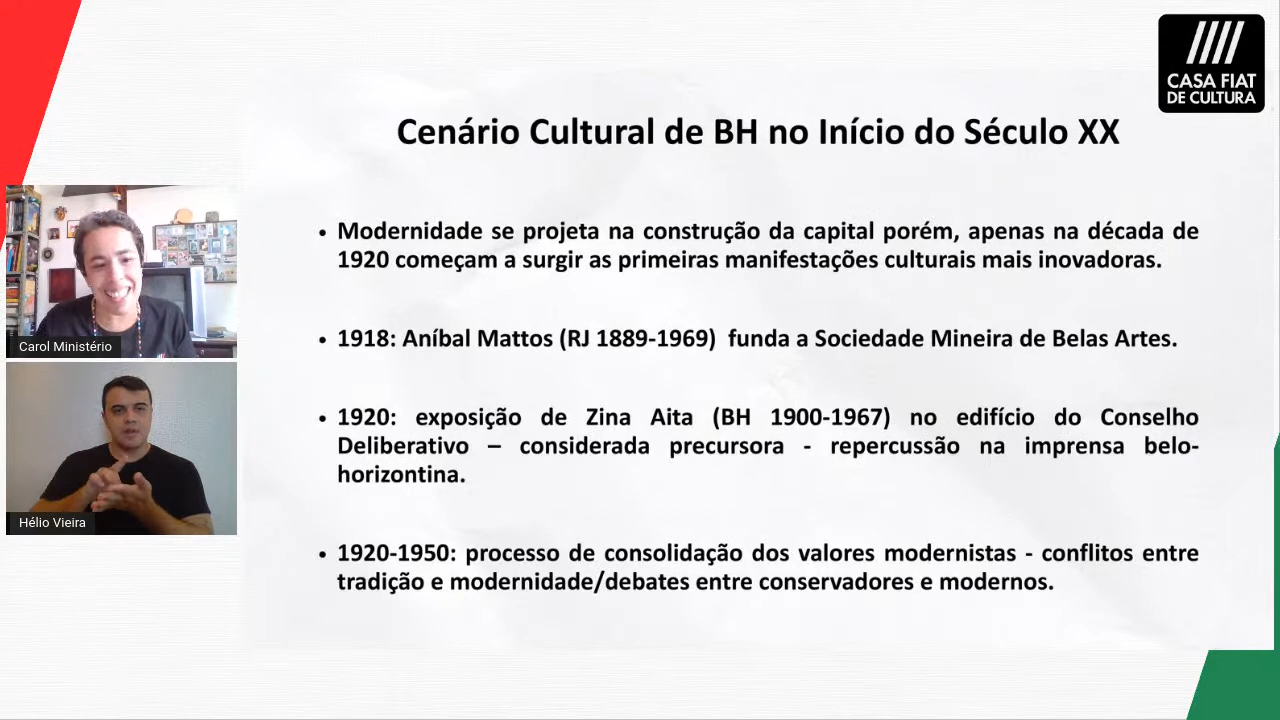 CASA FIAT
DE CULTURA
Cenário Cultural de BH no Início do Século XX
• Modernidade se projeta na construção da capital porém, apenas na década de
1920 começam a surgir as primeiras manifestações culturais mais inovadoras.
• 1918: Aníbal Mattos (RJ 1889-1969)  funda a Sociedade Mineira de Belas Artes.
• 1920: exposição de Zina Aita (BH 1900-1967) no edifício do Conselho
Deliberativo – considerada precursora - repercussão na imprensa belo-
horizontina.
• 1920-1950: processo de consolidação dos valores modernistas - conflitos entre
tradição e modernidade/debates entre conservadores e modernos.
Carol Ministério
Hélio Vieira